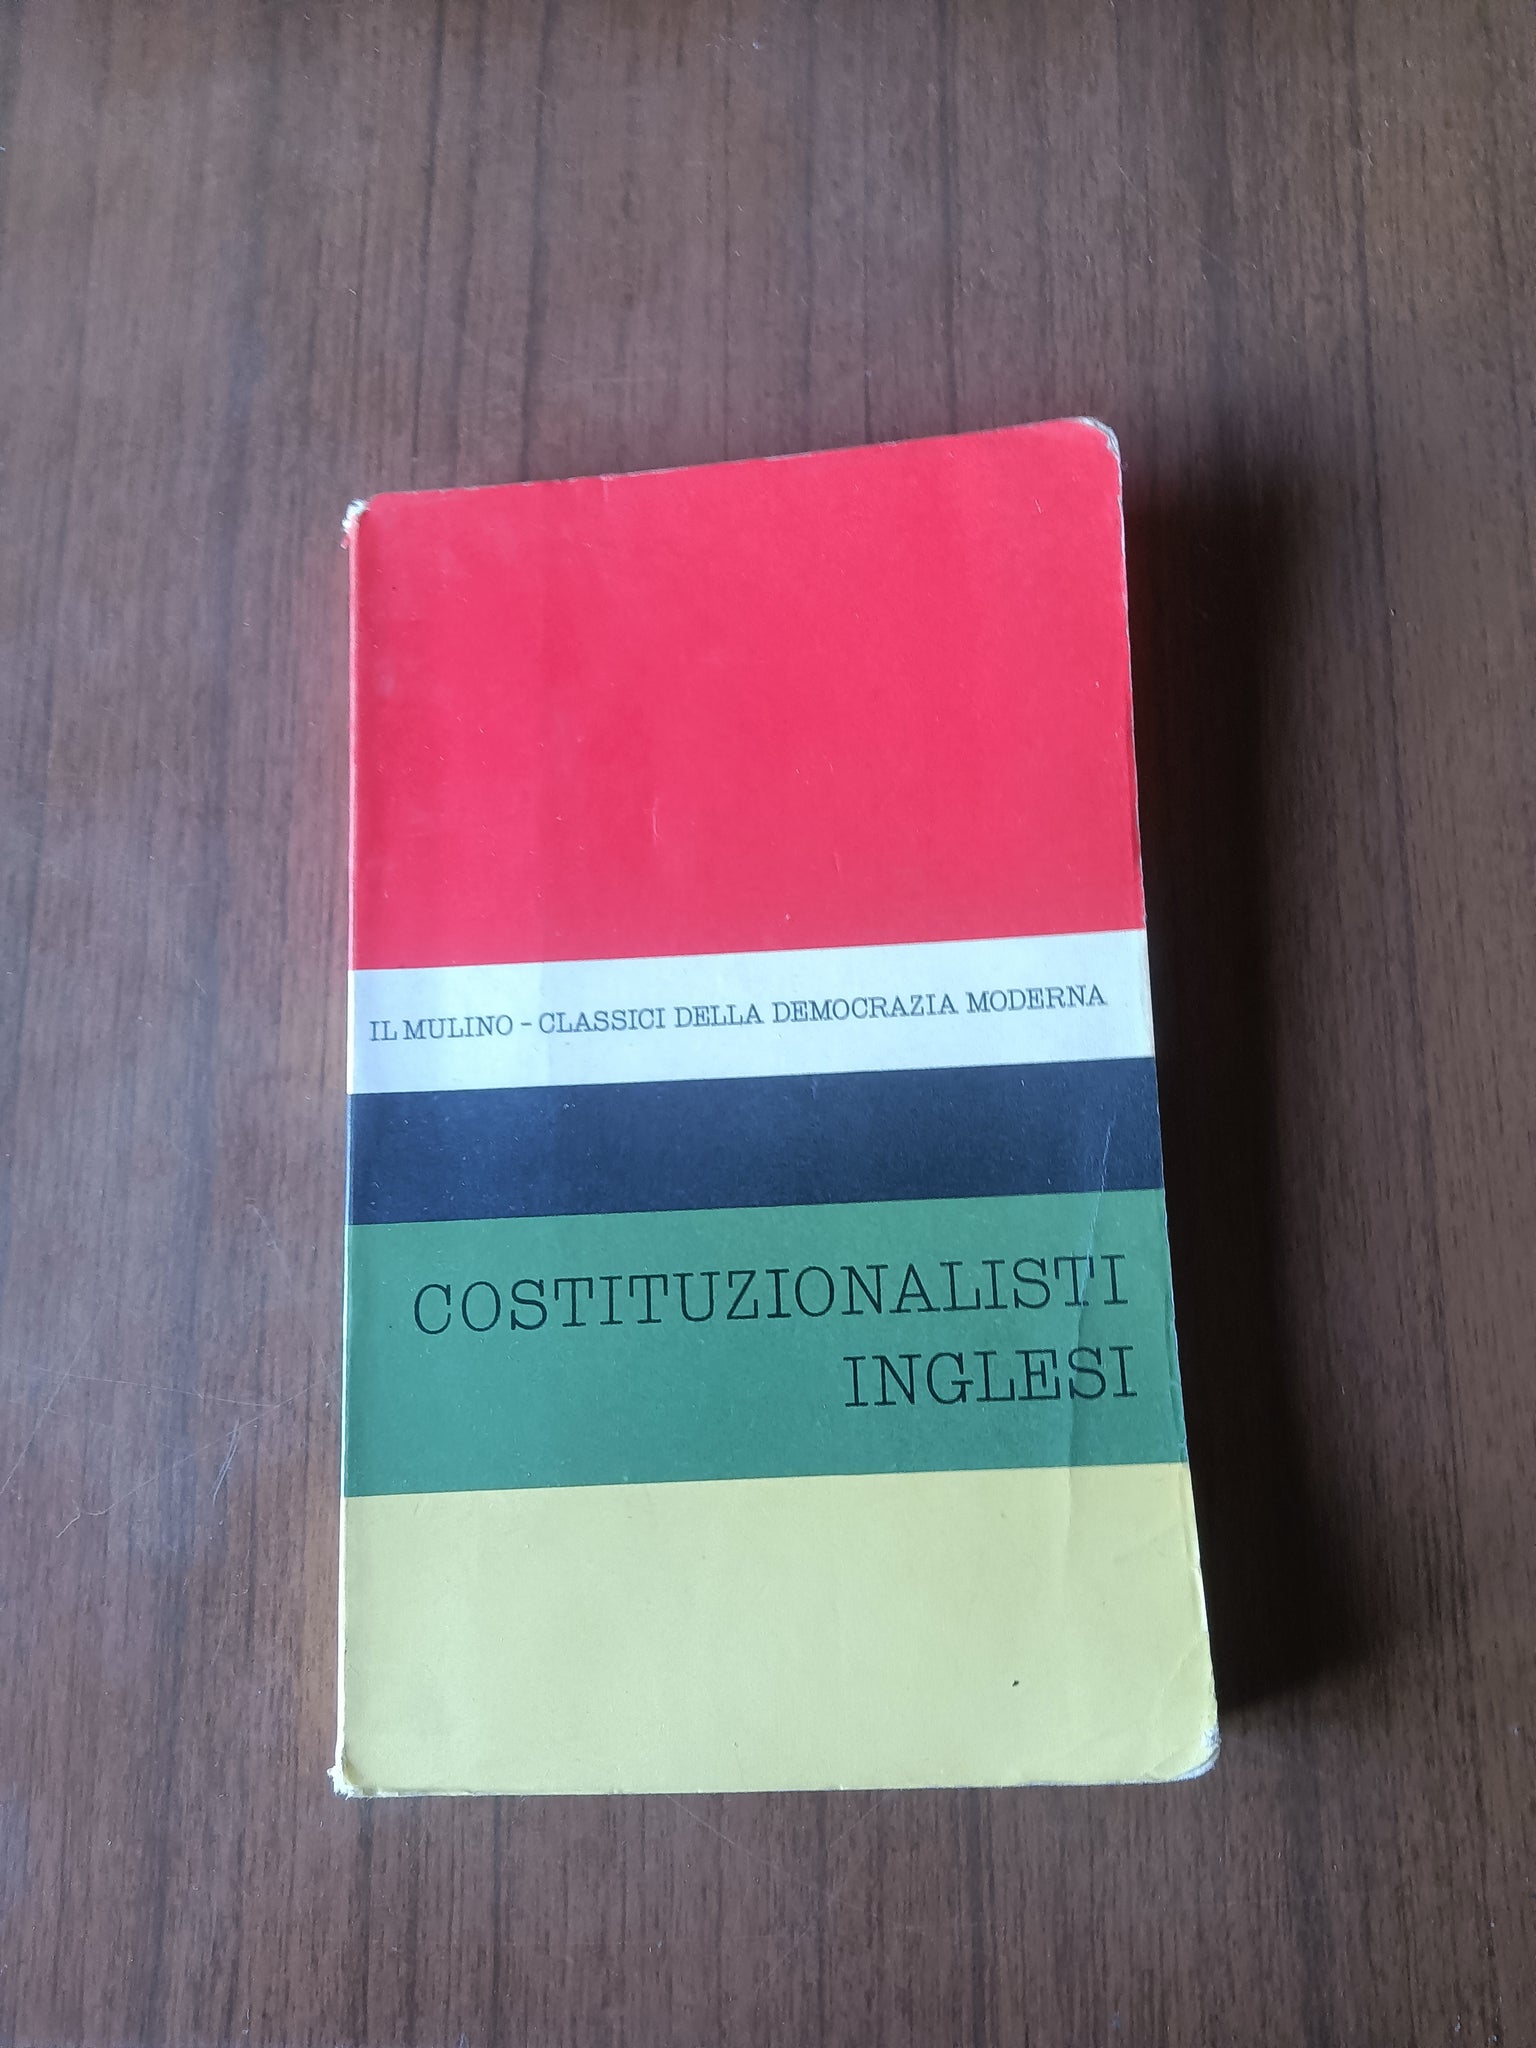 IL MULINO - CLASSICI DELLA DEMOCRAZIA MODERNA
COSTITUZIONALISTI
INGLESI